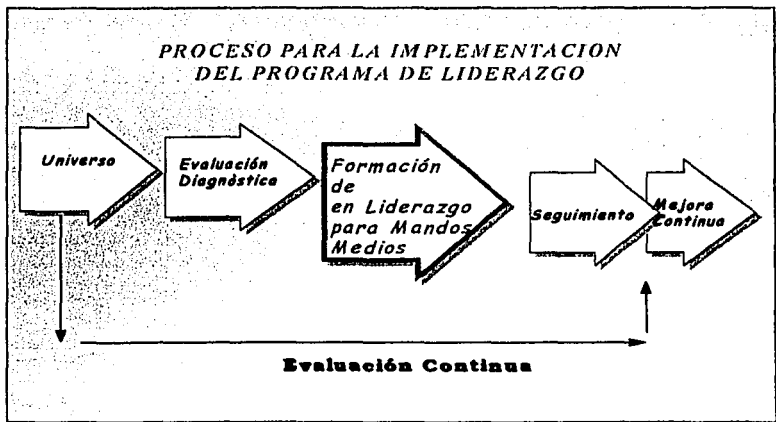 PROCESO PARA LA IMPLEMENTACION
DEL PROGRAMA DE LIDERAZGO
Universo
Evaluación
Diagnòstica
Formación
de
en Liderazgo
para Mandos
Medios
Seguimiento
Mejora
Continua
Evaluación Continua